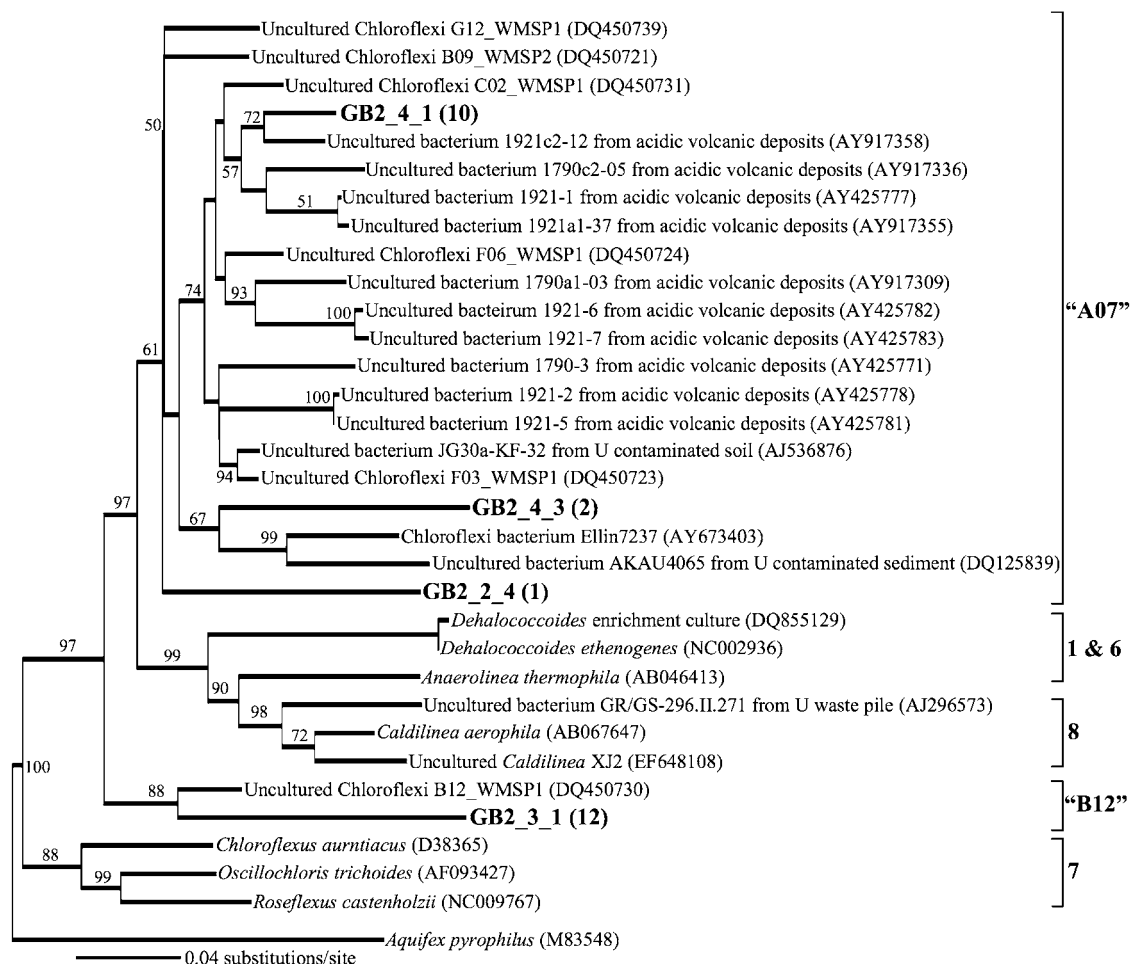 Uncultured Chloroflexi G12_WMSP1 (DQ450739)
Uncultured Chloroflexi B09_WMSP2 (DQ450721)
Uncultured Chloroflexi C02_WMSP1 (DQ450731)
72 GB2_4_1 (10)
50
Uncultured bacterium 1921c2-12 from acidic volcanic deposits (AY917358)
57
Uncultured bacterium 1790c2-05 from acidic volcanic deposits (AY917336)
51 Uncultured bacterium 1921-1 from acidic volcanic deposits (AY425777)
Uncultured bacterium 1921a1-37 from acidic volcanic deposits (AY917355)
Uncultured Chloroflexi F06_WMSP1 (DQ450724)
Uncultured bacterium 1790a1-03 from acidic volcanic deposits (AY917309)
74 93
“A07”
100 Uncultured bacteirum 1921-6 from acidic volcanic deposits (AY425782)
Uncultured bacterium 1921-7 from acidic volcanic deposits (AY425783)
61
Uncultured bacterium 1790-3 from acidic volcanic deposits (AY425771)
100 Uncultured bacterium 1921-2 from acidic volcanic deposits (AY425778)
Uncultured bacterium 1921-5 from acidic volcanic deposits (AY425781)
Uncultured bacterium JG30a-KF-32 from U contaminated soil (AJ536876)
94 Uncultured Chloroflexi F03_WMSP1 (DQ450723)
97
GB2_4_3 (2)
67
99 Chloroflexi bacterium Ellin7237 (AY673403)
Uncultured bacterium AKAU4065 from U contaminated sediment (DQ125839)
GB2_2_4 (1)
Dehalococcoides enrichment culture (DQ855129)
97 99
Dehalococcoides ethenogenes (NC002936)
1 & 6
Anaerolinea thermophila (AB046413)
90
Uncultured bacterium GR/GS-296.II.271 from U waste pile (AJ296573)
98
72 Caldilinea aerophila (AB067647)
8
Uncultured Caldilinea XJ2 (EF648108)
100
88 Uncultured Chloroflexi B12_WMSP1 (DQ450730)
“B12”
GB2_3_1 (12)
Chloroflexus aurntiacus (D38365)
88
Oscillochloris trichoides (AF093427)
7
99
Roseflexus castenholzii (NC009767)
Aquifex pyrophilus (M83548)
0.04 substitutions/site